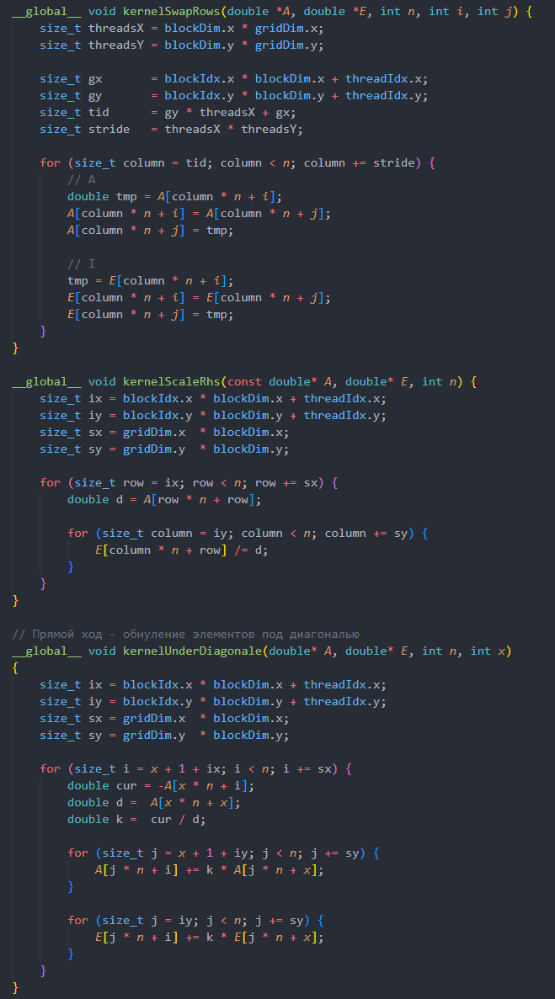 __global__ void kernelSwapRows(double *A, double *E, int n, int i, int j) {
    size_t threadsX = blockDim.x * gridDim.x;
    size_t threadsY = blockDim.y * gridDim.y;

    size_t gx       = blockIdx.x * blockDim.x + threadIdx.x;
    size_t gy       = blockIdx.y * blockDim.y + threadIdx.y;
    size_t tid      = gy * threadsX + gx;
    size_t stride   = threadsX * threadsY;

    for (size_t column = tid; column < n; column += stride) {
        // A
        double tmp = A[column * n + i];
        A[column * n + i] = A[column * n + j];
        A[column * n + j] = tmp;

        // I
        tmp = E[column * n + i];
        E[column * n + i] = E[column * n + j];
        E[column * n + j] = tmp;
    }
}

__global__ void kernelScaleRhs(const double* A, double* E, int n) {
    size_t ix = blockIdx.x * blockDim.x + threadIdx.x;
    size_t iy = blockIdx.y * blockDim.y + threadIdx.y;
    size_t sx = gridDim.x  * blockDim.x;
    size_t sy = gridDim.y  * blockDim.y;

    for (size_t row = ix; row < n; row += sx) {
        double d = A[row * n + row];

        for (size_t column = iy; column < n; column += sy) {
            E[column * n + row] /= d;
        }
    }
}

// Прямой ход - обнуление элементов под диагональю
__global__ void kernelUnderDiagonale(double* A, double* E, int n, int x)
{
    size_t ix = blockIdx.x * blockDim.x + threadIdx.x;
    size_t iy = blockIdx.y * blockDim.y + threadIdx.y;
    size_t sx = gridDim.x  * blockDim.x;
    size_t sy = gridDim.y  * blockDim.y;

    for (size_t i = x + 1 + ix; i < n; i += sx) {
        double cur = -A[x * n + i];
        double d =  A[x * n + x];
        double k =  cur / d;

        for (size_t j = x + 1 + iy; j < n; j += sy) {
            A[j * n + i] += k * A[j * n + x];
        }

        for (size_t j = iy; j < n; j += sy) {
            E[j * n + i] += k * E[j * n + x];
        }
    }
}